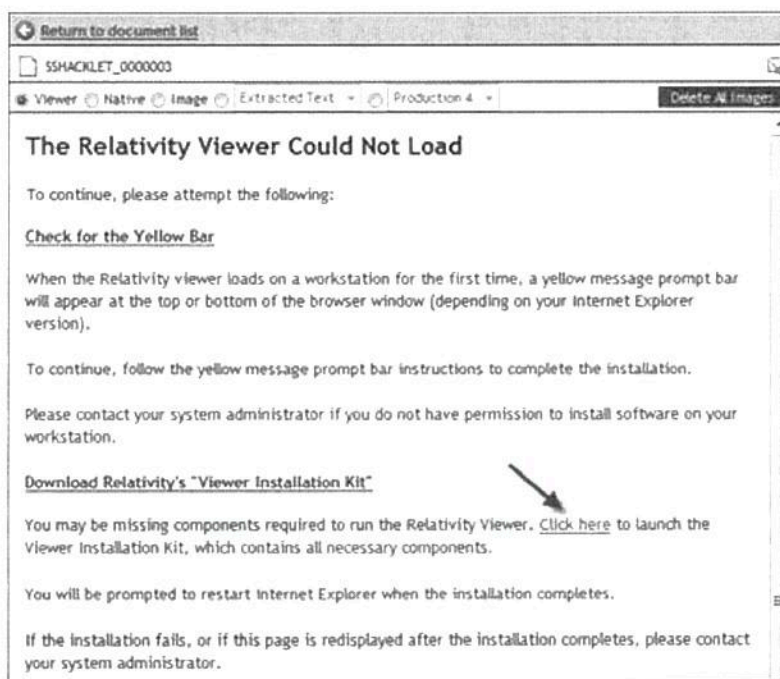 Return to document list
SSHACKLET_0000003
Viewer Native Image Extracted Text Production 4 Delete All Images
The Relativity Viewer Could Not Load
To continue, please attempt the following:
Check for the Yellow Bar
When the Relativity viewer loads on a workstation for the first time, a yellow message prompt bar
will appear at the top or bottom of the browser window (depending on your Internet Explorer
version).
To continue, follow the yellow message prompt bar instructions to complete the installation.
Please contact your system administrator if you do not have permission to install software on your
workstation.
Download Relativity's "Viewer Installation Kit"
You may be missing components required to run the Relativity Viewer. Click here to launch the
Viewer Installation Kit, which contains all necessary components.
You will be prompted to restart Internet Explorer when the installation completes.
If the installation fails, or if this page is redisplayed after the installation completes, please contact
your system administrator.